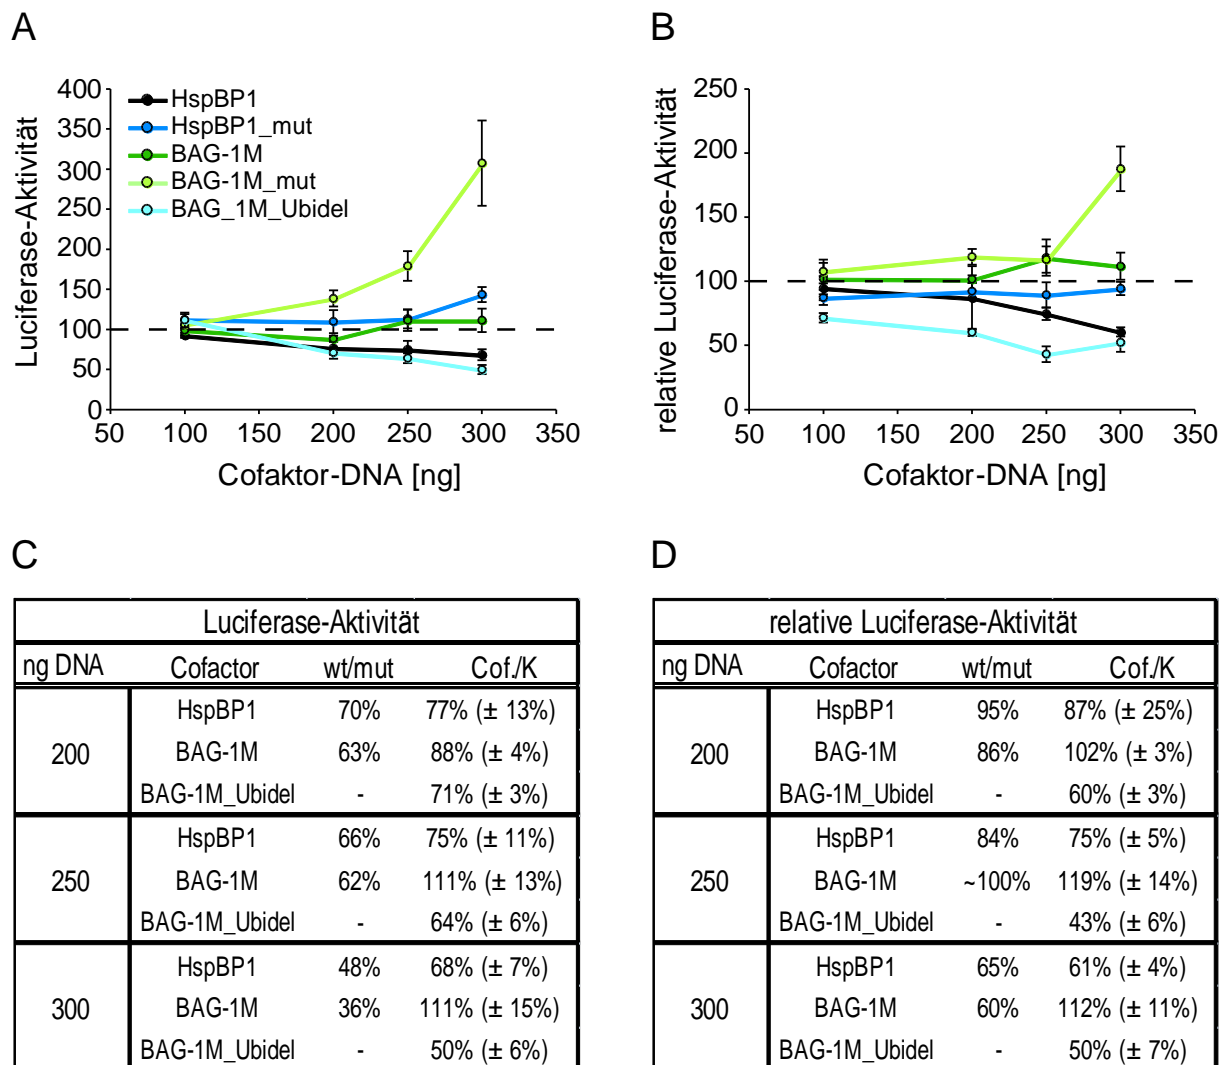 A
Luciferase-Aktivität
400
350
300
250
200
150
100
50
0
HspBP1
HspBP1_mut
BAG-1M
BAG-1M_mut
BAG_1M_Ubidel
50 100 150 200 250 300 350
Cofaktor-DNA [ng]
B
relative Luciferase-Aktivität
250
200
150
100
50
0
50 100 150 200 250 300 350
Cofaktor-DNA [ng]
C
Luciferase-Aktivität
ng DNA Cofactor wt/mut Cof./K
HspBP1 70% 77% (± 13%)
200 BAG-1M 63% 88% (± 4%)
BAG-1M_Ubidel - 71% (± 3%)
HspBP1 66% 75% (± 11%)
250 BAG-1M 62% 111% (± 13%)
BAG-1M_Ubidel - 64% (± 6%)
HspBP1 48% 68% (± 7%)
300 BAG-1M 36% 111% (± 15%)
BAG-1M_Ubidel - 50% (± 6%)
D
relative Luciferase-Aktivität
ng DNA Cofactor wt/mut Cof./K
HspBP1 95% 87% (± 25%)
200 BAG-1M 86% 102% (± 3%)
BAG-1M_Ubidel - 60% (± 3%)
HspBP1 84% 75% (± 5%)
250 BAG-1M ~100% 119% (± 14%)
BAG-1M_Ubidel - 43% (± 6%)
HspBP1 65% 61% (± 4%)
300 BAG-1M 60% 112% (± 11%)
BAG-1M_Ubidel - 50% (± 7%)